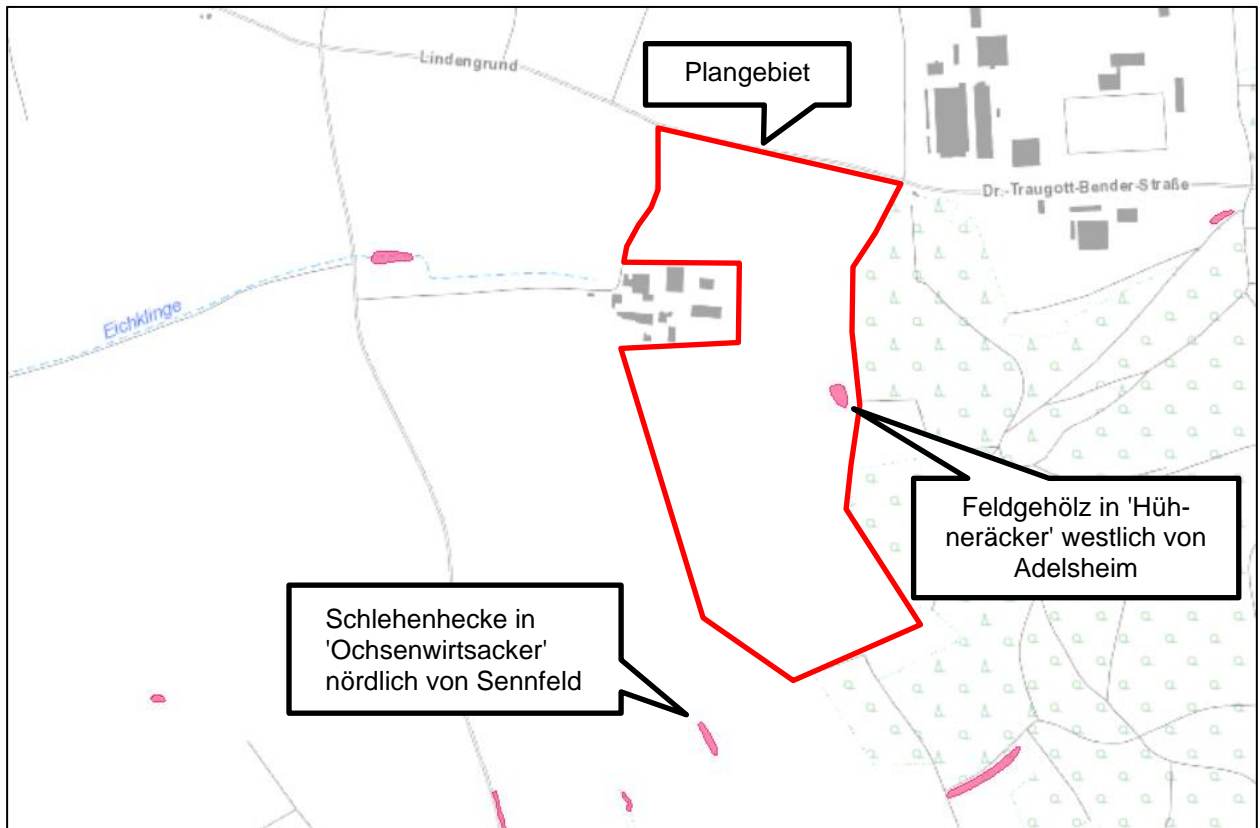 Lindengrund
Plangebiet
Dr.-Traugott-Bender-Straße
Eichklinge
Feldgehölz in 'Hüh-
neräcker' westlich von
Adelsheim
Schlehenhecke in
'Ochsenwirtsacker'
nördlich von Sennfeld